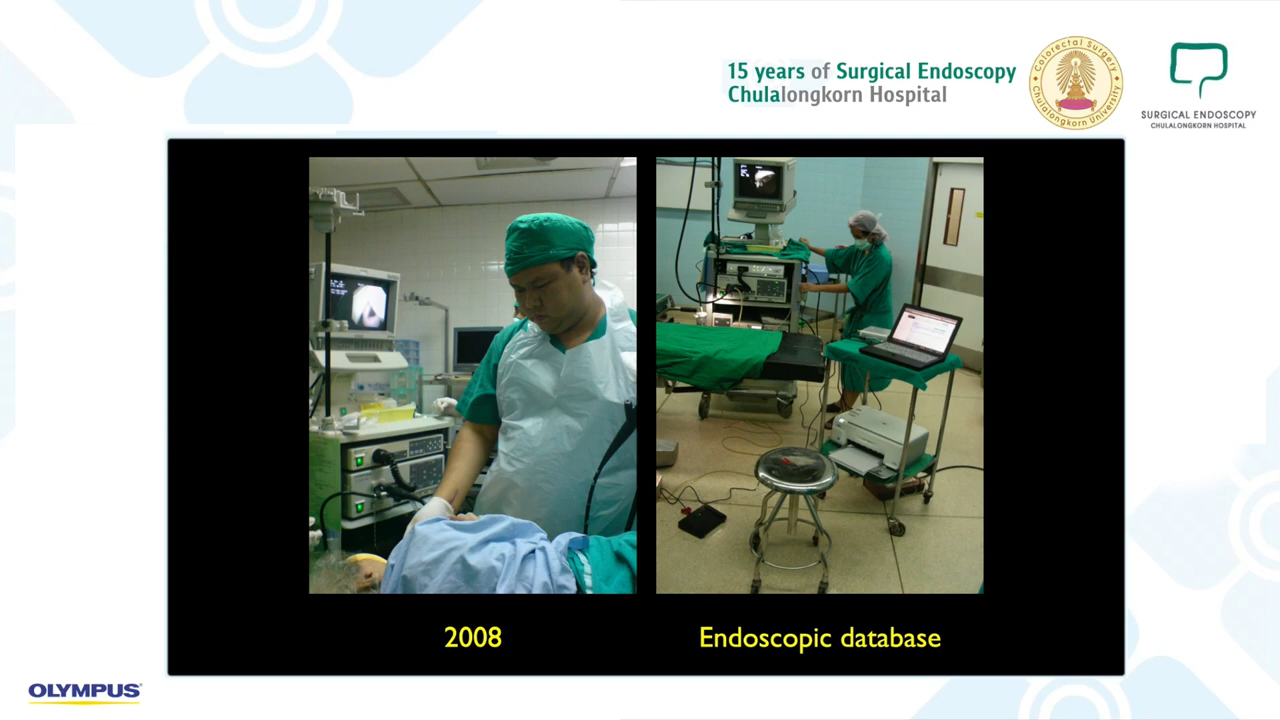 15 years of Surgical Endoscopy
Chulalongkorn Hospital
Colorectal Surgery
Chulalongkorn University
SURGICAL ENDOSCOPY
CHULALONGKORN HOSPITAL
2008
Endoscopic database
OLYMPUS